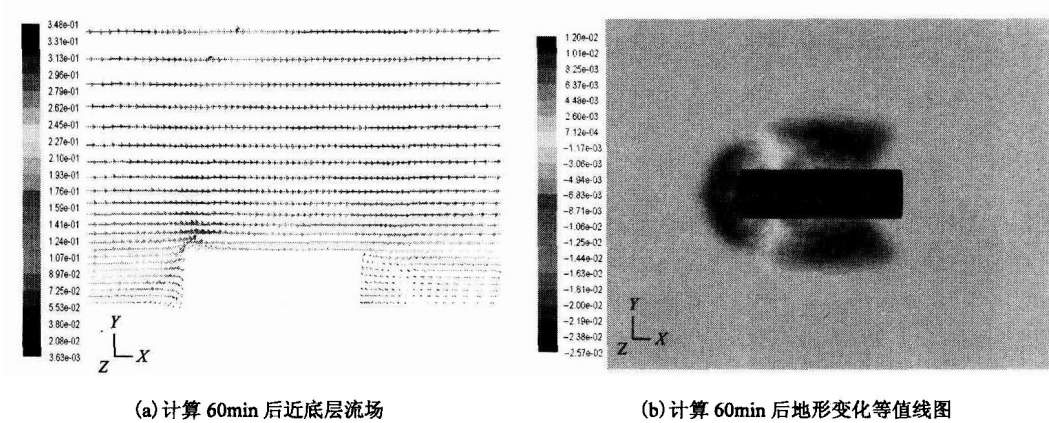 3.48e-01
3.31e-01
3.13e-01
2.96e-01
2.79e-01
2.62e-01
2.45e-01
2.27e-01
2.10e-01
1.93e-01
1.76e-01
1.59e-01
1.41e-01
1.24e-01
1.07e-01
8.97e-02
7.25e-02
5.53e-02
3.80e-02
2.08e-02
3.63e-03
Y
Z
X
1.20e-02
1.01e-02
8.25e-03
6.37e-03
4.48e-03
2.60e-03
7.12e-04
-1.17e-03
-3.06e-03
-4.94e-03
-6.83e-03
-8.71e-03
-1.06e-02
-1.25e-02
-1.44e-02
-1.63e-02
-1.81e-02
-2.00e-02
-2.19e-02
-2.38e-02
-2.57e-02
Y
Z
X
(a)计算 60min 后近底层流场
(b)计算 60min 后地形变化等值线图